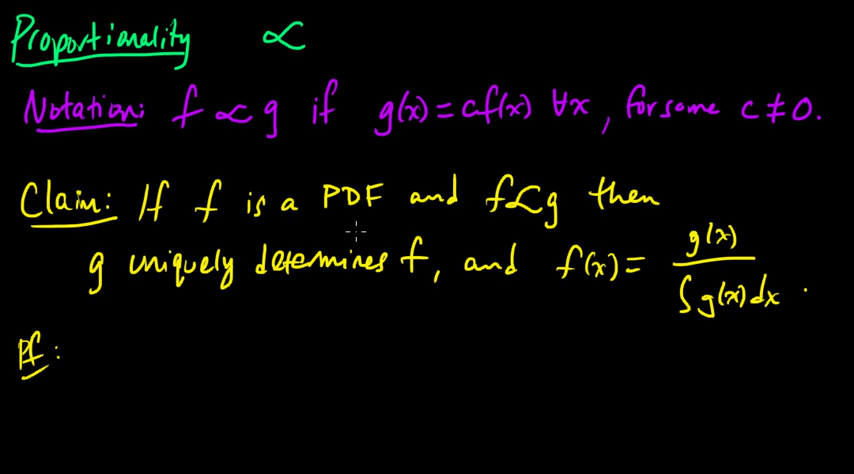 Proportionality ∝
Notation: f ∝ g if g(x) = cf(x) ∀x, for some c ≠ 0.
Claim: If f is a PDF and f ∝ g then
g uniquely determines f, and f(x) = g(x) / ∫g(x)dx .
Pf: